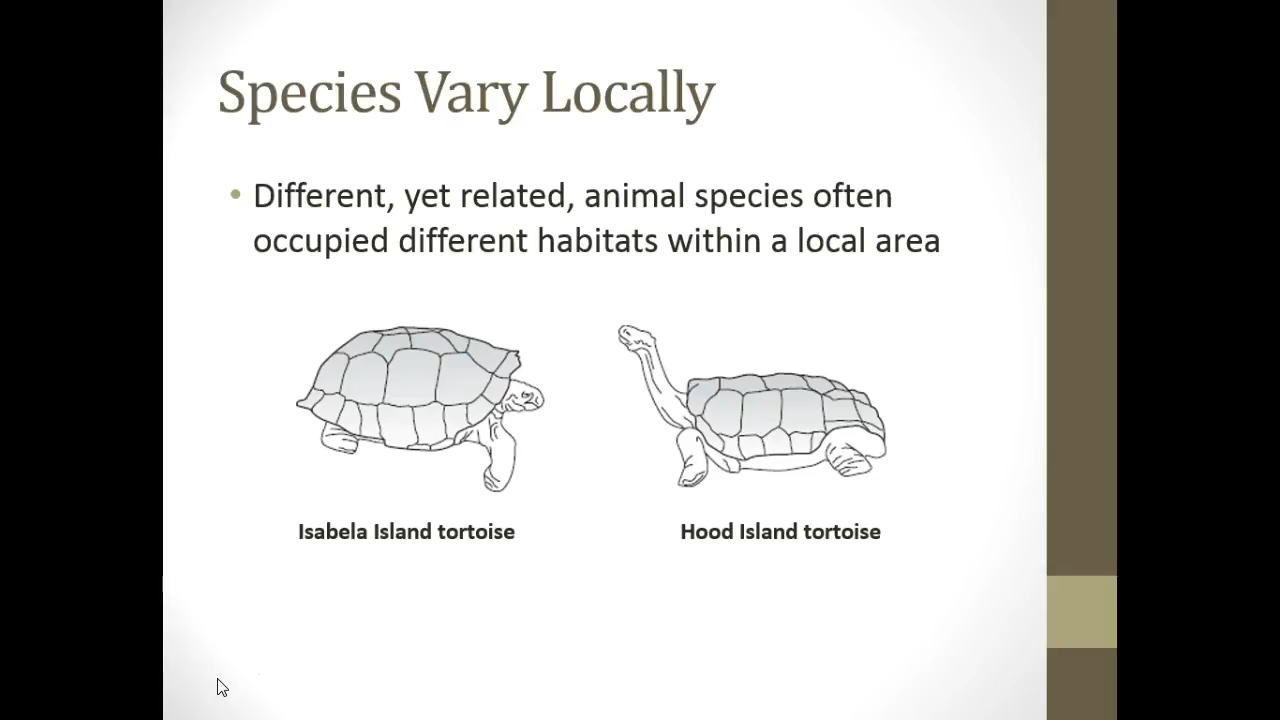 Species Vary Locally
• Different, yet related, animal species often
occupied different habitats within a local area
Isabela Island tortoise
Hood Island tortoise